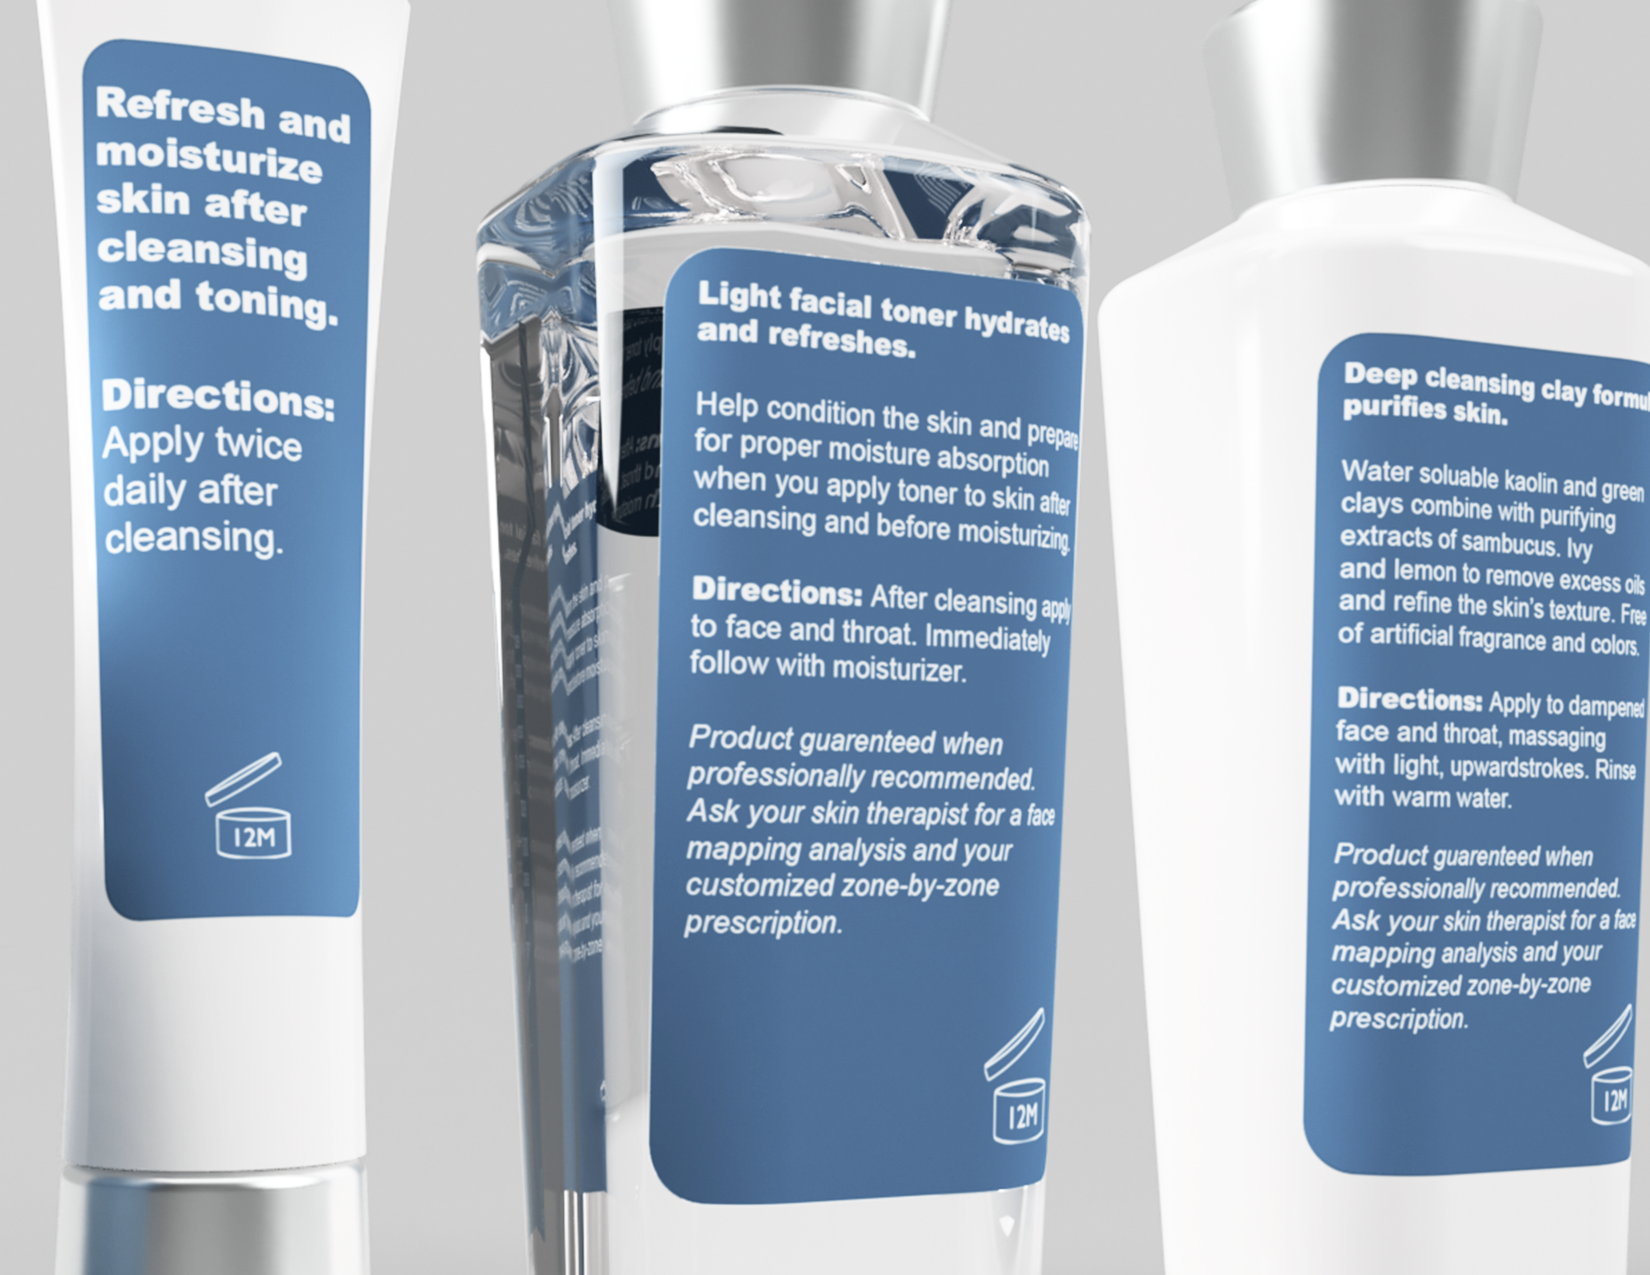 Refresh and
moisturize
skin after
cleansing
and toning.
Directions:
Apply twice
daily after
cleansing.
12M
Light facial toner hydrates
and refreshes.
Help condition the skin and prepare
for proper moisture absorption
when you apply toner to skin after
cleansing and before moisturizing.
Directions: After cleansing apply
to face and throat. Immediately
follow with moisturizer.
Product guarenteed when
professionally recommended.
Ask your skin therapist for a face
mapping analysis and your
customized zone-by-zone
prescription.
12M
Deep cleansing clay formul
purifies skin.
Water soluable kaolin and green
clays combine with purifying
extracts of sambucus. Ivy
and lemon to remove excess oils
and refine the skin's texture. Free
of artificial fragrance and colors.
Directions: Apply to dampened
face and throat, massaging
with light, upwardstrokes. Rinse
with warm water.
Product guarenteed when
professionally recommended.
Ask your skin therapist for a face
mapping analysis and your
customized zone-by-zone
prescription.
12M